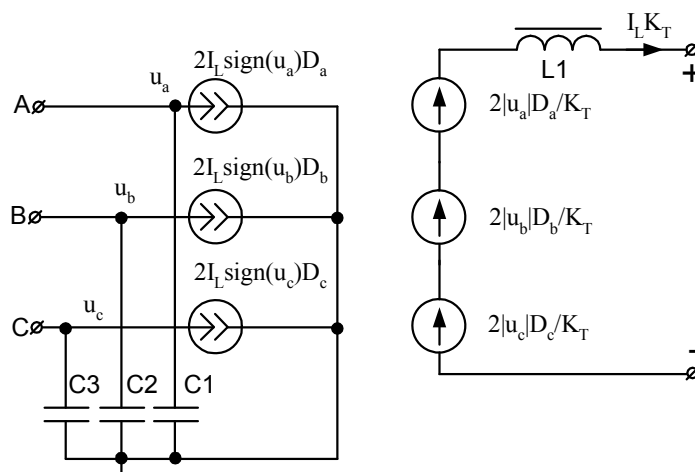 2I_L sign(u_a)D_a
u_a
A
2I_L sign(u_b)D_b
u_b
B
2I_L sign(u_c)D_c
u_c
C
C3 C2 C1
I_L K_T
L1
+
2|u_a|D_a/K_T
2|u_b|D_b/K_T
2|u_c|D_c/K_T
-